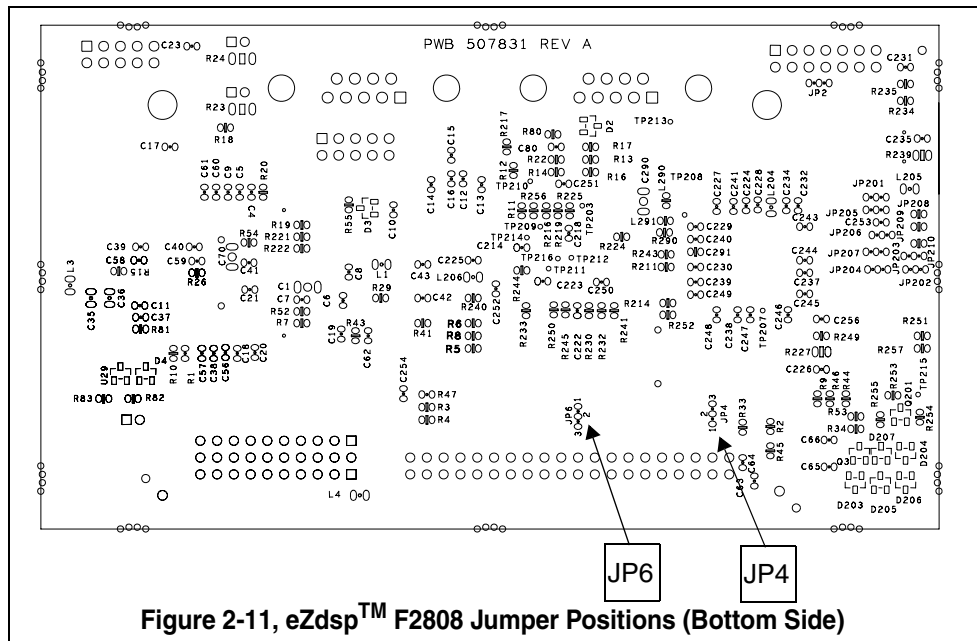 PWB 507831 REV A
C23
R24
R23
R18
C17
C61
C60
C9
C5
C4
R20
C231
JP2
R235
R234
C235
R239
L205
R217
R12
C15
C14
C16
C12
C13
R80
C80
R22
R14
D2
R17
R13
R16
TP213
TP210
C251
C290
L290
TP208
C227
C241
C224
C228
L204
C234
C232
JP201
JP205
C253
JP206
JP207
JP204
JP203
JP209
JP208
JP210
JP202
R55
D3
C10
R19
R221
R222
R54
C70
C41
C21
C39
C58
R15
C40
C59
R26
L3
C35
C36
C11
C37
R81
R11
R256
R225
TP209
TP214
C214
R216
R219
C218
TP203
R224
L291
R290
R243
R211
C229
C240
C291
C230
C239
C249
C243
C244
C237
C245
TP216
TP212
TP211
C223
C250
R244
C252
C225
L206
R240
C8
L1
R29
C43
C42
C6
C1
C7
R52
R7
C19
R43
C62
R41
R6
R8
R5
R233
R250
R245
C222
R230
R232
R241
R214
R252
C248
C238
C247
TP207
C246
C256
R249
R227
C226
R251
R257
TP215
U29
D4
R10
R1
C57
C38
C56
C18
C20
R83
R82
C254
R47
R3
R4
JP6
1
2
3
JP4
3
2
1
R33
R2
R45
C64
C63
R9
R46
R44
R53
R34
R255
R253
Q201
R254
C66
C65
Q3
D207
D204
D203
D205
D206
L4
JP6
JP4
Figure 2-11, eZdsp™ F2808 Jumper Positions (Bottom Side)